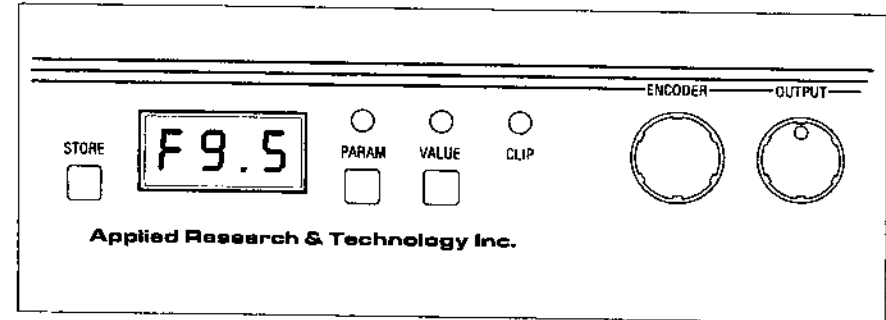 ENCODER OUTPUT
STORE F9.5 PARAM VALUE CLIP
Applied Research & Technology Inc.